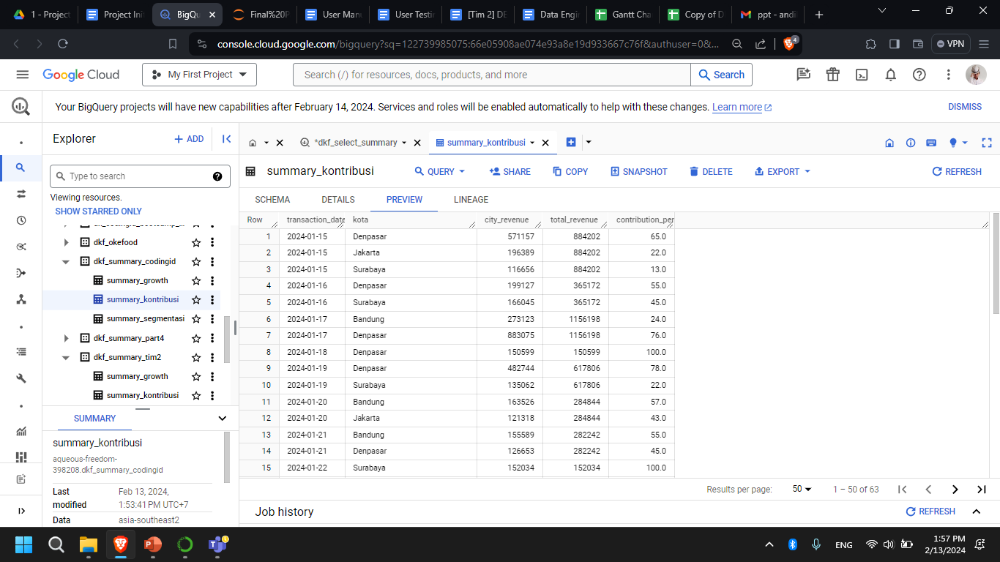 1 - Project
Project Init
BigQu
Final%20P
User Manu
User Testin
[Tim 2] DE
Data Engin
Gantt Cha
Copy of D
ppt - andi
console.cloud.google.com/bigquery?sq=122739985075:66e05908ae074e93a8e19d933667c76f&authuser=0&...
4
VPN
Google Cloud
My First Project
Search (/) for resources, docs, products, and more
Search
Your BigQuery projects will have new capabilities after February 14, 2024. Services and roles will be enabled automatically to help with these changes. Learn more
DISMISS
Explorer
+ ADD
*dkf_select_summary
summary_kontribusi
Type to search
Viewing resources.
SHOW STARRED ONLY
dkf_okefood
dkf_summary_codingid
summary_growth
summary_kontribusi
summary_segmentasi
dkf_summary_part4
dkf_summary_tim2
summary_growth
summary_kontribusi
SUMMARY
summary_kontribusi
aqueous-freedom-
398208.dkf_summary_codingid
Last modified Feb 13, 2024, 1:53:41 PM UTC+7
Data asia-southeast2
summary_kontribusi
QUERY
SHARE
COPY
SNAPSHOT
DELETE
EXPORT
REFRESH
SCHEMA
DETAILS
PREVIEW
LINEAGE
Row transaction_date kota city_revenue total_revenue contribution_per
1 2024-01-15 Denpasar 571157 884202 65.0
2 2024-01-15 Jakarta 196389 884202 22.0
3 2024-01-15 Surabaya 116656 884202 13.0
4 2024-01-16 Denpasar 199127 365172 55.0
5 2024-01-16 Surabaya 166045 365172 45.0
6 2024-01-17 Bandung 273123 1156198 24.0
7 2024-01-17 Denpasar 883075 1156198 76.0
8 2024-01-18 Denpasar 150599 150599 100.0
9 2024-01-19 Denpasar 482744 617806 78.0
10 2024-01-19 Surabaya 135062 617806 22.0
11 2024-01-20 Bandung 163526 284844 57.0
12 2024-01-20 Jakarta 121318 284844 43.0
13 2024-01-21 Bandung 155589 282242 55.0
14 2024-01-21 Denpasar 126653 282242 45.0
15 2024-01-22 Surabaya 152034 152034 100.0
Results per page: 50 1 – 50 of 63
Job history
REFRESH
ENG
1:57 PM
2/13/2024